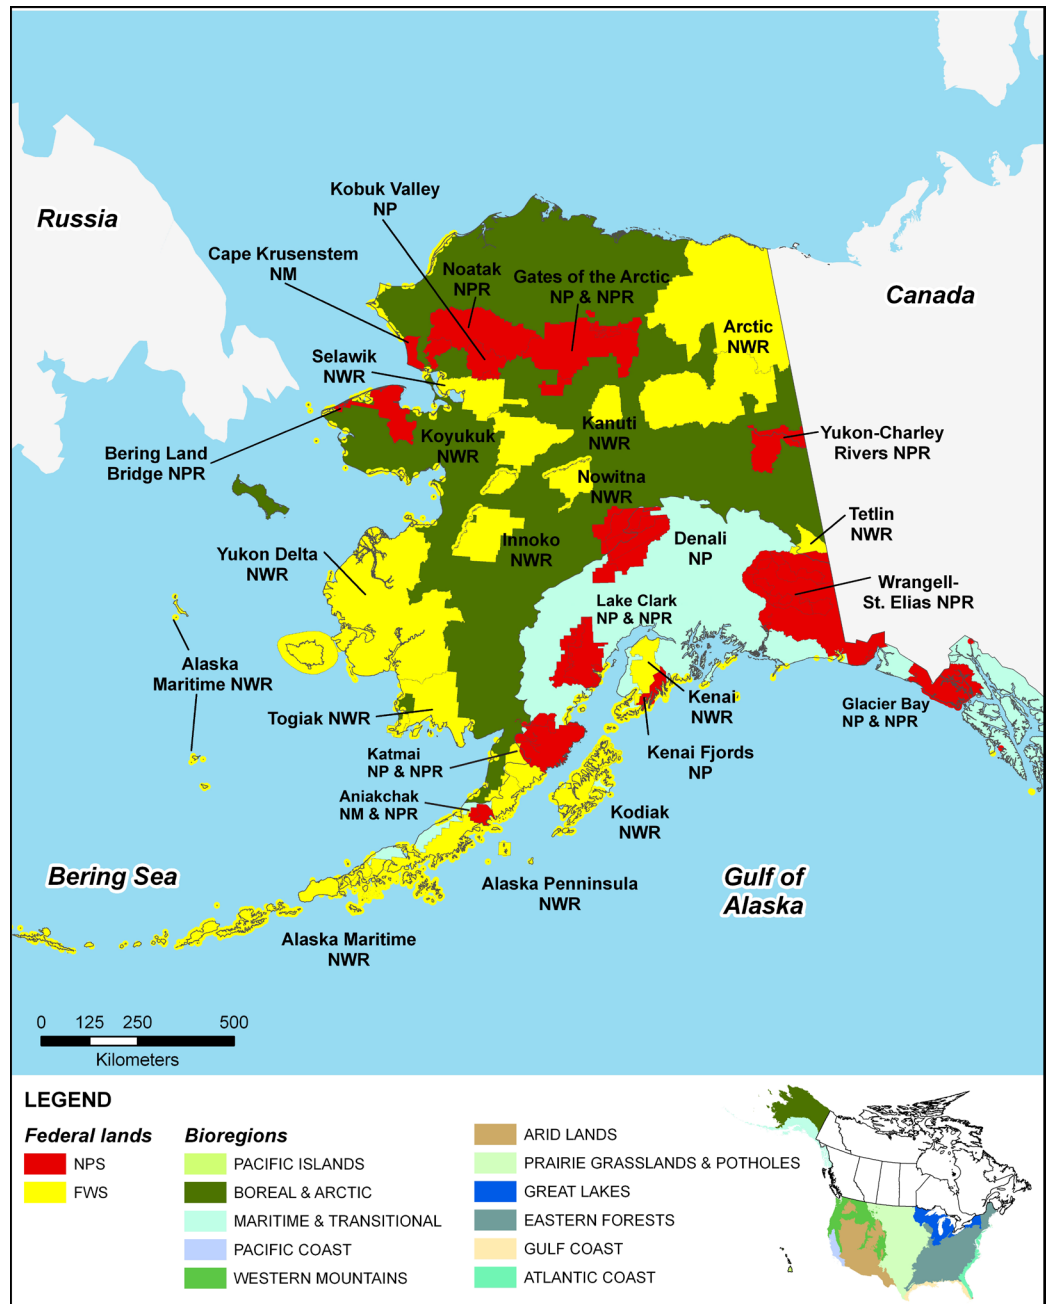 Kobuk Valley
NP
Russia
Cape Krusenstem
NM
Noatak
NPR
Gates of the Arctic
NP & NPR
Canada
Arctic
NWR
Selawik
NWR
Bering Land
Bridge NPR
Koyukuk
NWR
Kanuti
NWR
Yukon-Charley
Rivers NPR
Nowitna
NWR
Tetlin
NWR
Innoko
NWR
Denali
NP
Yukon Delta
NWR
Wrangell-
St. Elias NPR
Lake Clark
NP & NPR
Alaska
Maritime NWR
Togiak NWR
Kenai
NWR
Glacier Bay
NP & NPR
Katmai
NP & NPR
Kenai Fjords
NP
Aniakchak
NM & NPR
Kodiak
NWR
Bering Sea
Alaska Penninsula
NWR
Gulf of
Alaska
Alaska Maritime
NWR
0 125 250 500
Kilometers
LEGEND
Federal lands
NPS
FWS
Bioregions
PACIFIC ISLANDS
BOREAL & ARCTIC
MARITIME & TRANSITIONAL
PACIFIC COAST
WESTERN MOUNTAINS
ARID LANDS
PRAIRIE GRASSLANDS & POTHOLES
GREAT LAKES
EASTERN FORESTS
GULF COAST
ATLANTIC COAST